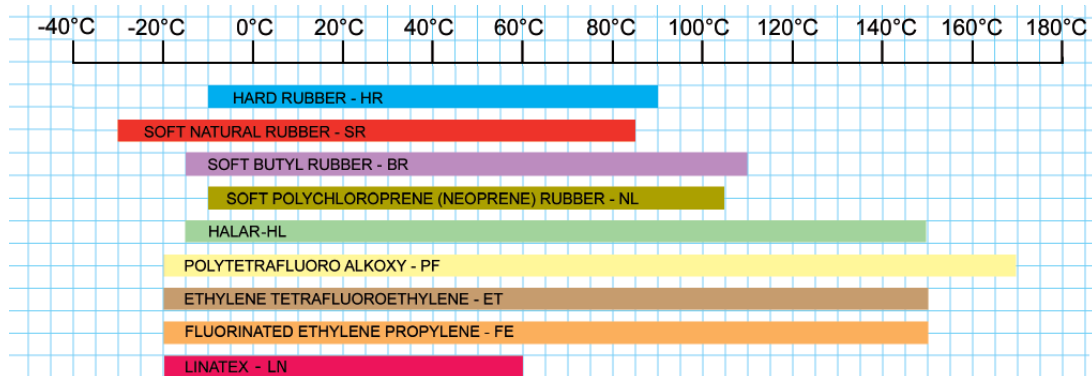 -40°C -20°C 0°C 20°C 40°C 60°C 80°C 100°C 120°C 140°C 160°C 180°C
HARD RUBBER - HR
SOFT NATURAL RUBBER - SR
SOFT BUTYL RUBBER - BR
SOFT POLYCHLOROPRENE (NEOPRENE) RUBBER - NL
HALAR-HL
POLYTETRAFLUORO ALKOXY - PF
ETHYLENE TETRAFLUOROETHYLENE - ET
FLUORINATED ETHYLENE PROPYLENE - FE
LINATEX - LN